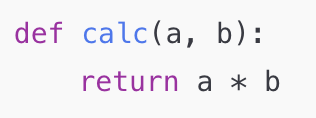 def calc(a, b):
    return a * b